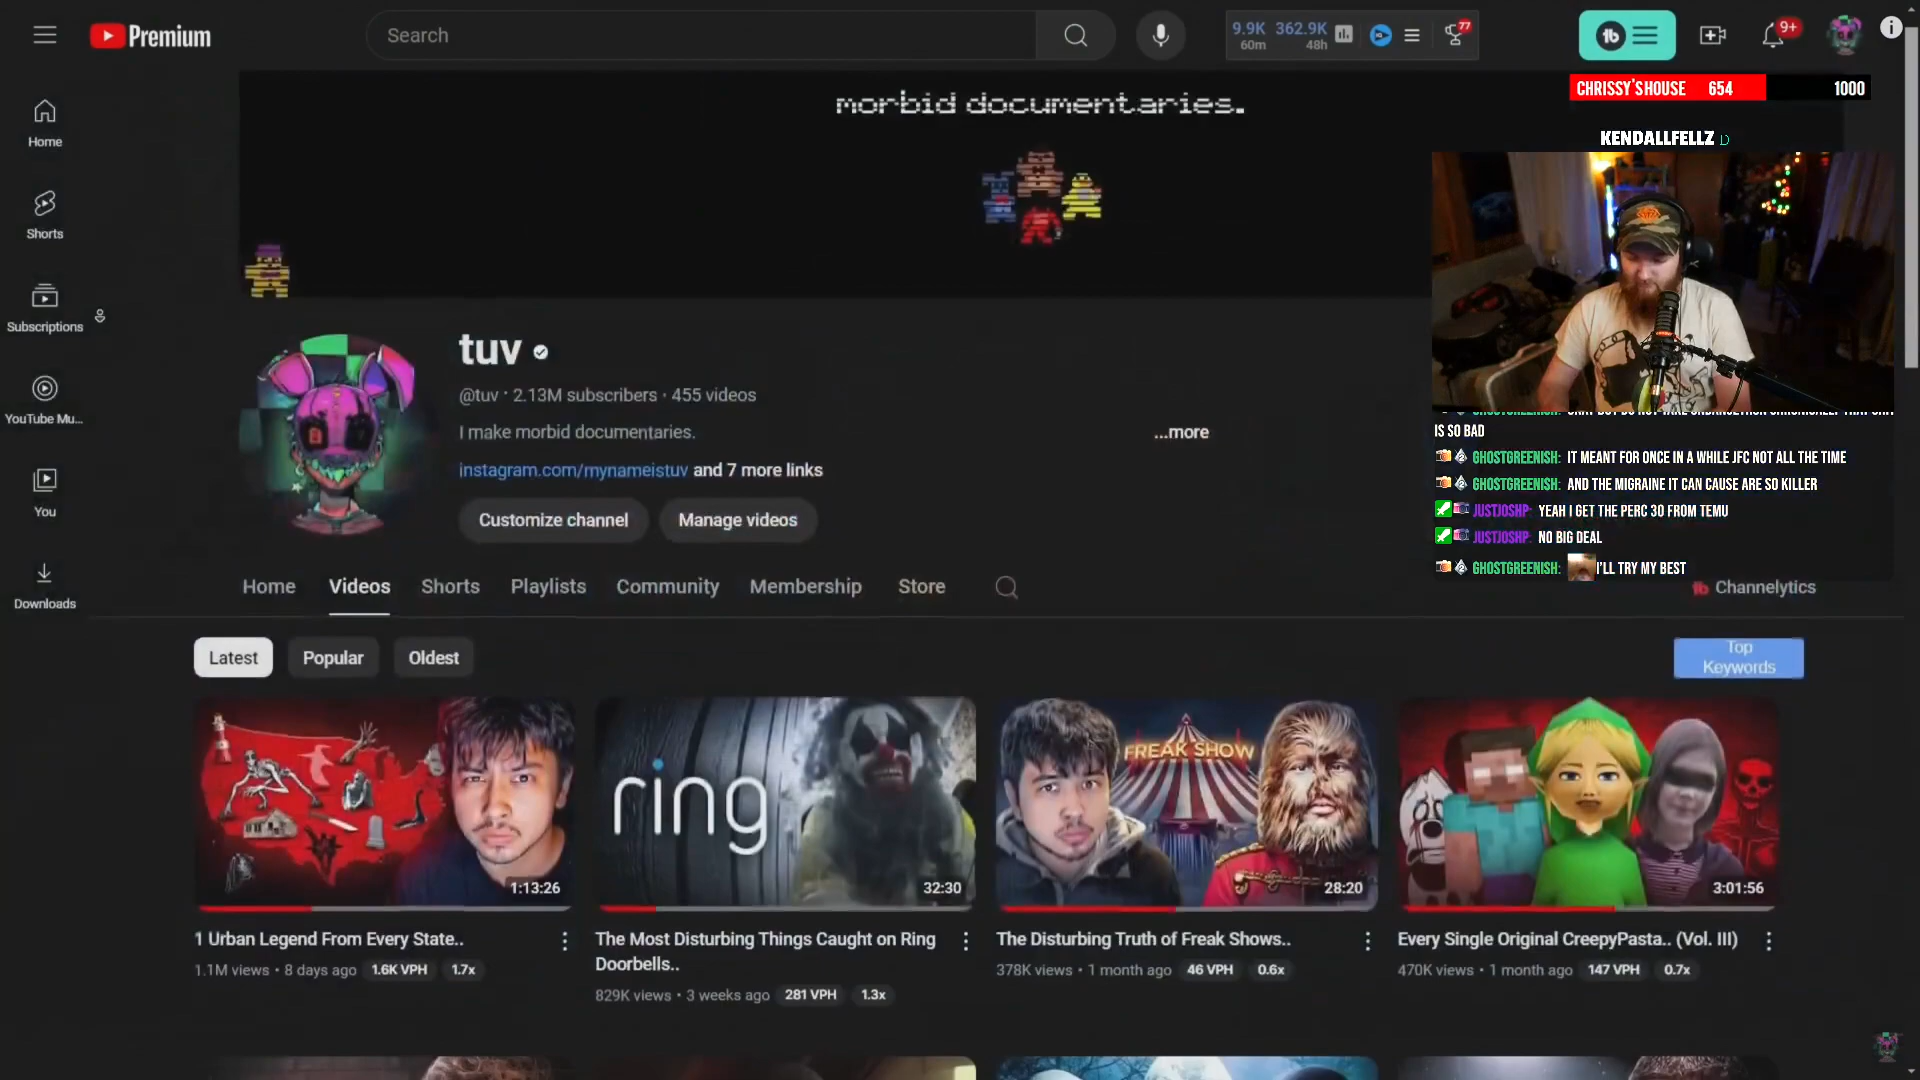 Premium
Search
9.9K 362.9K
60m 48h
77
9+
CHRISSY'S HOUSE 654 1000
KENDALLFELLZ
morbid documentaries.
Home
Shorts
Subscriptions
YouTube Mu...
You
Downloads
tuv
@tuv · 2.13M subscribers · 455 videos
I make morbid documentaries.
...more
instagram.com/mynameistuv and 7 more links
Customize channel
Manage videos
IS SO BAD
GHOSTGREENISH: IT MEANT FOR ONCE IN A WHILE JFC NOT ALL THE TIME
GHOSTGREENISH: AND THE MIGRAINE IT CAN CAUSE ARE SO KILLER
JUSTJOSHP: YEAH I GET THE PERC 30 FROM TEMU
JUSTJOSHP: NO BIG DEAL
GHOSTGREENISH: I'LL TRY MY BEST
Home Videos Shorts Playlists Community Membership Store
Channelytics
Latest Popular Oldest
Top
Keywords
1:13:26
ring
32:30
FREAK SHOW
28:20
3:01:56
1 Urban Legend From Every State..
1.1M views · 8 days ago 1.6K VPH 1.7x
The Most Disturbing Things Caught on Ring
Doorbells..
829K views · 3 weeks ago 281 VPH 1.3x
The Disturbing Truth of Freak Shows..
378K views · 1 month ago 46 VPH 0.6x
Every Single Original CreepyPasta.. (Vol. III)
470K views · 1 month ago 147 VPH 0.7x